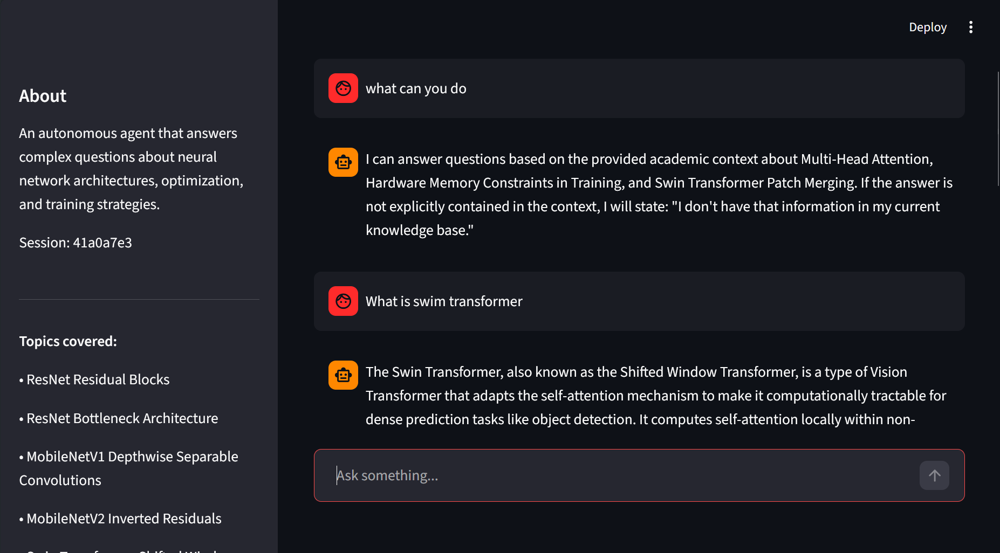 Deploy
About
An autonomous agent that answers
complex questions about neural
network architectures, optimization,
and training strategies.
Session: 41a0a7e3
Topics covered:
• ResNet Residual Blocks
• ResNet Bottleneck Architecture
• MobileNetV1 Depthwise Separable
Convolutions
• MobileNetV2 Inverted Residuals
what can you do
I can answer questions based on the provided academic context about Multi-Head Attention,
Hardware Memory Constraints in Training, and Swin Transformer Patch Merging. If the answer is
not explicitly contained in the context, I will state: "I don't have that information in my current
knowledge base."
What is swim transformer
The Swin Transformer, also known as the Shifted Window Transformer, is a type of Vision
Transformer that adapts the self-attention mechanism to make it computationally tractable for
dense prediction tasks like object detection. It computes self-attention locally within non-
Ask something...